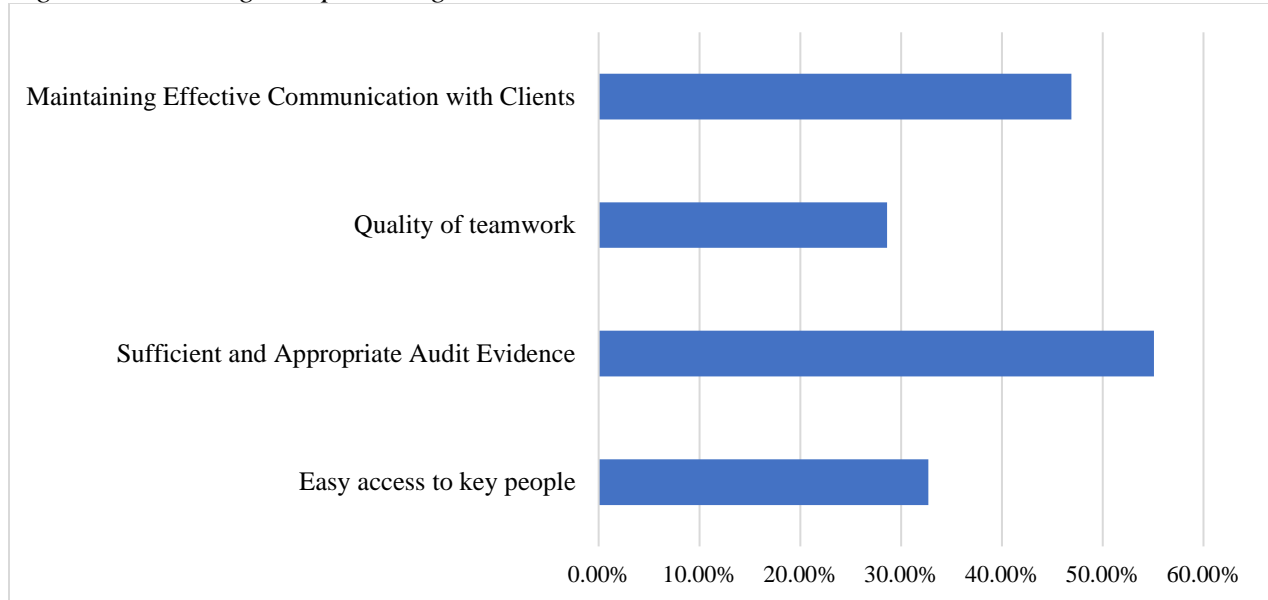 Maintaining Effective Communication with Clients
Quality of teamwork
Sufficient and Appropriate Audit Evidence
Easy access to key people
0.00% 10.00% 20.00% 30.00% 40.00% 50.00% 60.00%